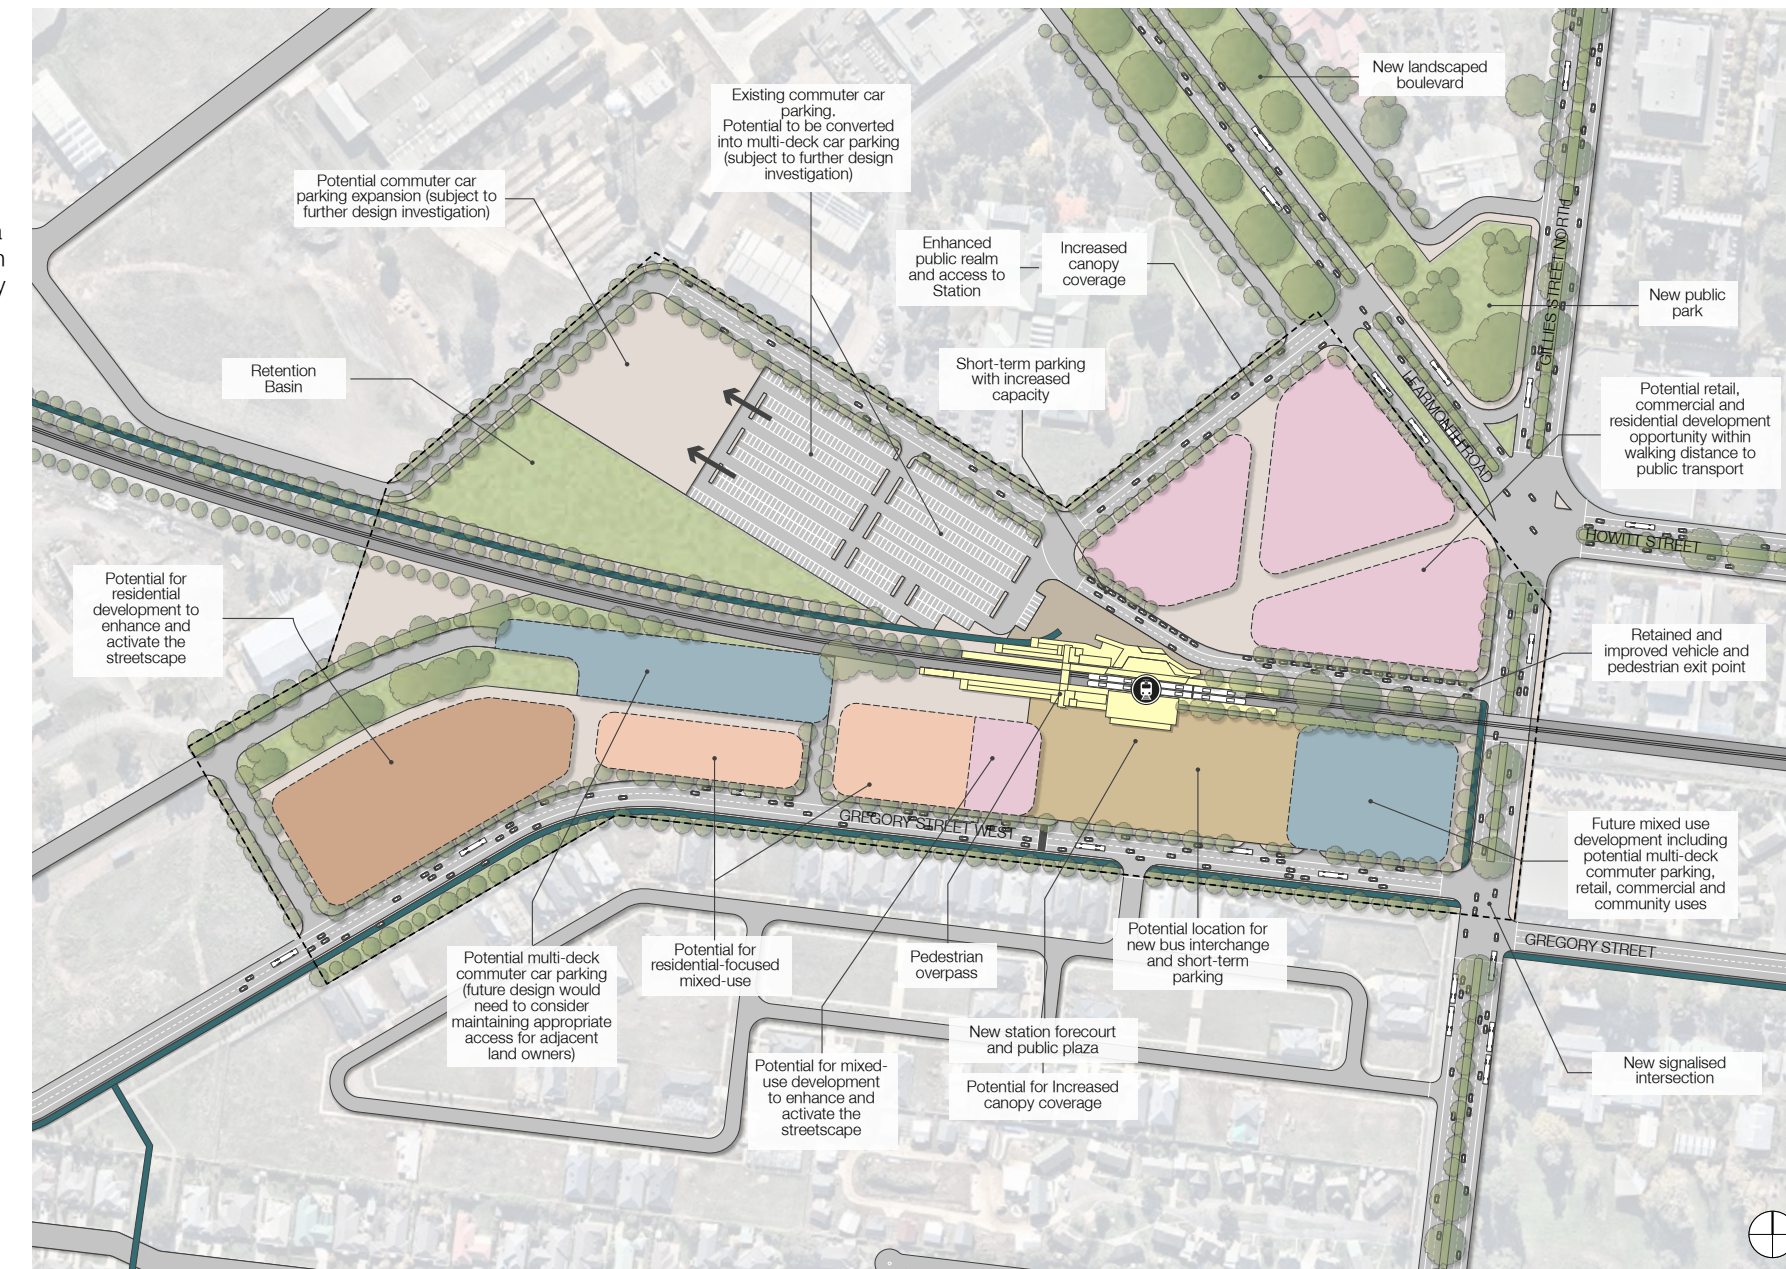 New landscaped
boulevard
Existing commuter car
parking.
Potential to be converted
into multi-deck car parking
(subject to further design
investigation)
Potential commuter car
parking expansion (subject to
further design investigation)
Enhanced
public realm
and access to
Station
Increased
canopy
coverage
GILLIES STREET NORTH
New public
park
Retention
Basin
Short-term parking
with increased
capacity
LEARMONTH ROAD
Potential retail,
commercial and
residential development
opportunity within
walking distance to
public transport
HOWITT STREET
Potential for
residential
development to
enhance and
activate the
streetscape
Retained and
improved vehicle and
pedestrian exit point
GREGORY STREET WEST
Future mixed use
development including
potential multi-deck
commuter parking,
retail, commercial and
community uses
GREGORY STREET
Potential multi-deck
commuter car parking
(future design would
need to consider
maintaining appropriate
access for adjacent
land owners)
Potential for
residential-focused
mixed-use
Pedestrian
overpass
Potential location for
new bus interchange
and short-term
parking
New station forecourt
and public plaza
Potential for mixed-
use development
to enhance and
activate the
streetscape
Potential for Increased
canopy coverage
New signalised
intersection